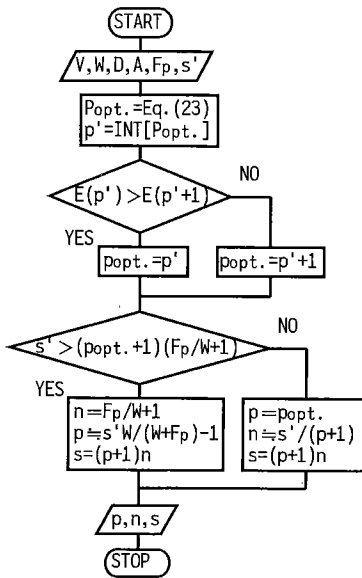 START
V,W,D,A,Fp,s'
Popt.=Eq.(23)
p'=INT[Popt.]
E(p')>E(p'+1)
NO
YES
popt.=p'
popt.=p'+1
s'>(popt.+1)(Fp/W+1)
NO
YES
n=Fp/W+1
p≒s'W/(W+Fp)-1
s=(p+1)n
p=popt.
n≒s'/(p+1)
s=(p+1)n
p,n,s
STOP